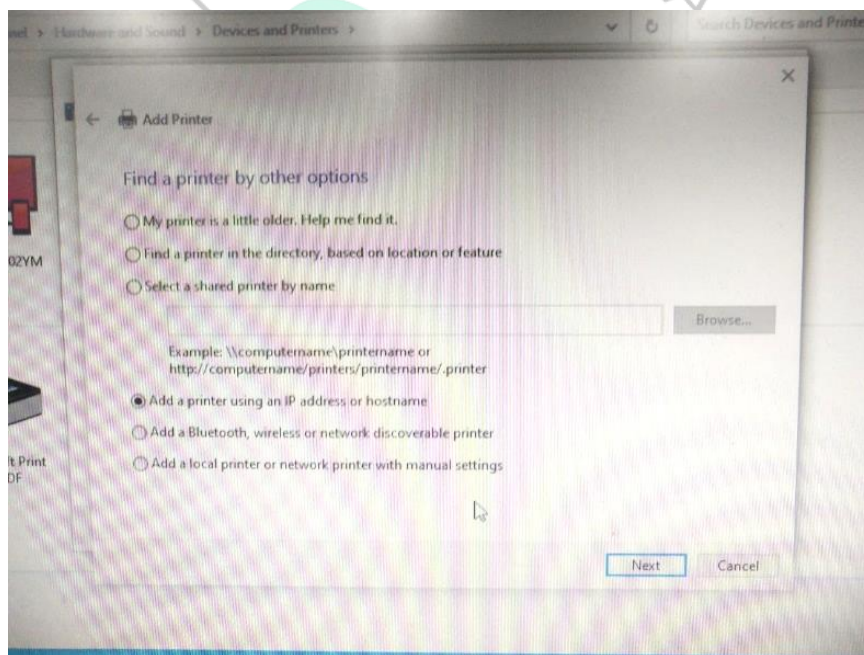 > Hardware and Sound > Devices and Printers >
Search Devices and
Add Printer
Find a printer by other options
My printer is a little older. Help me find it.
Find a printer in the directory, based on location or feature
Select a shared printer by name
Browse...
Example: \\computername\printername or
http://computername/printers/printername/.printer
Add a printer using an IP address or hostname
Add a Bluetooth, wireless or network discoverable printer
Add a local printer or network printer with manual settings
Next
Cancel
02YM
Print